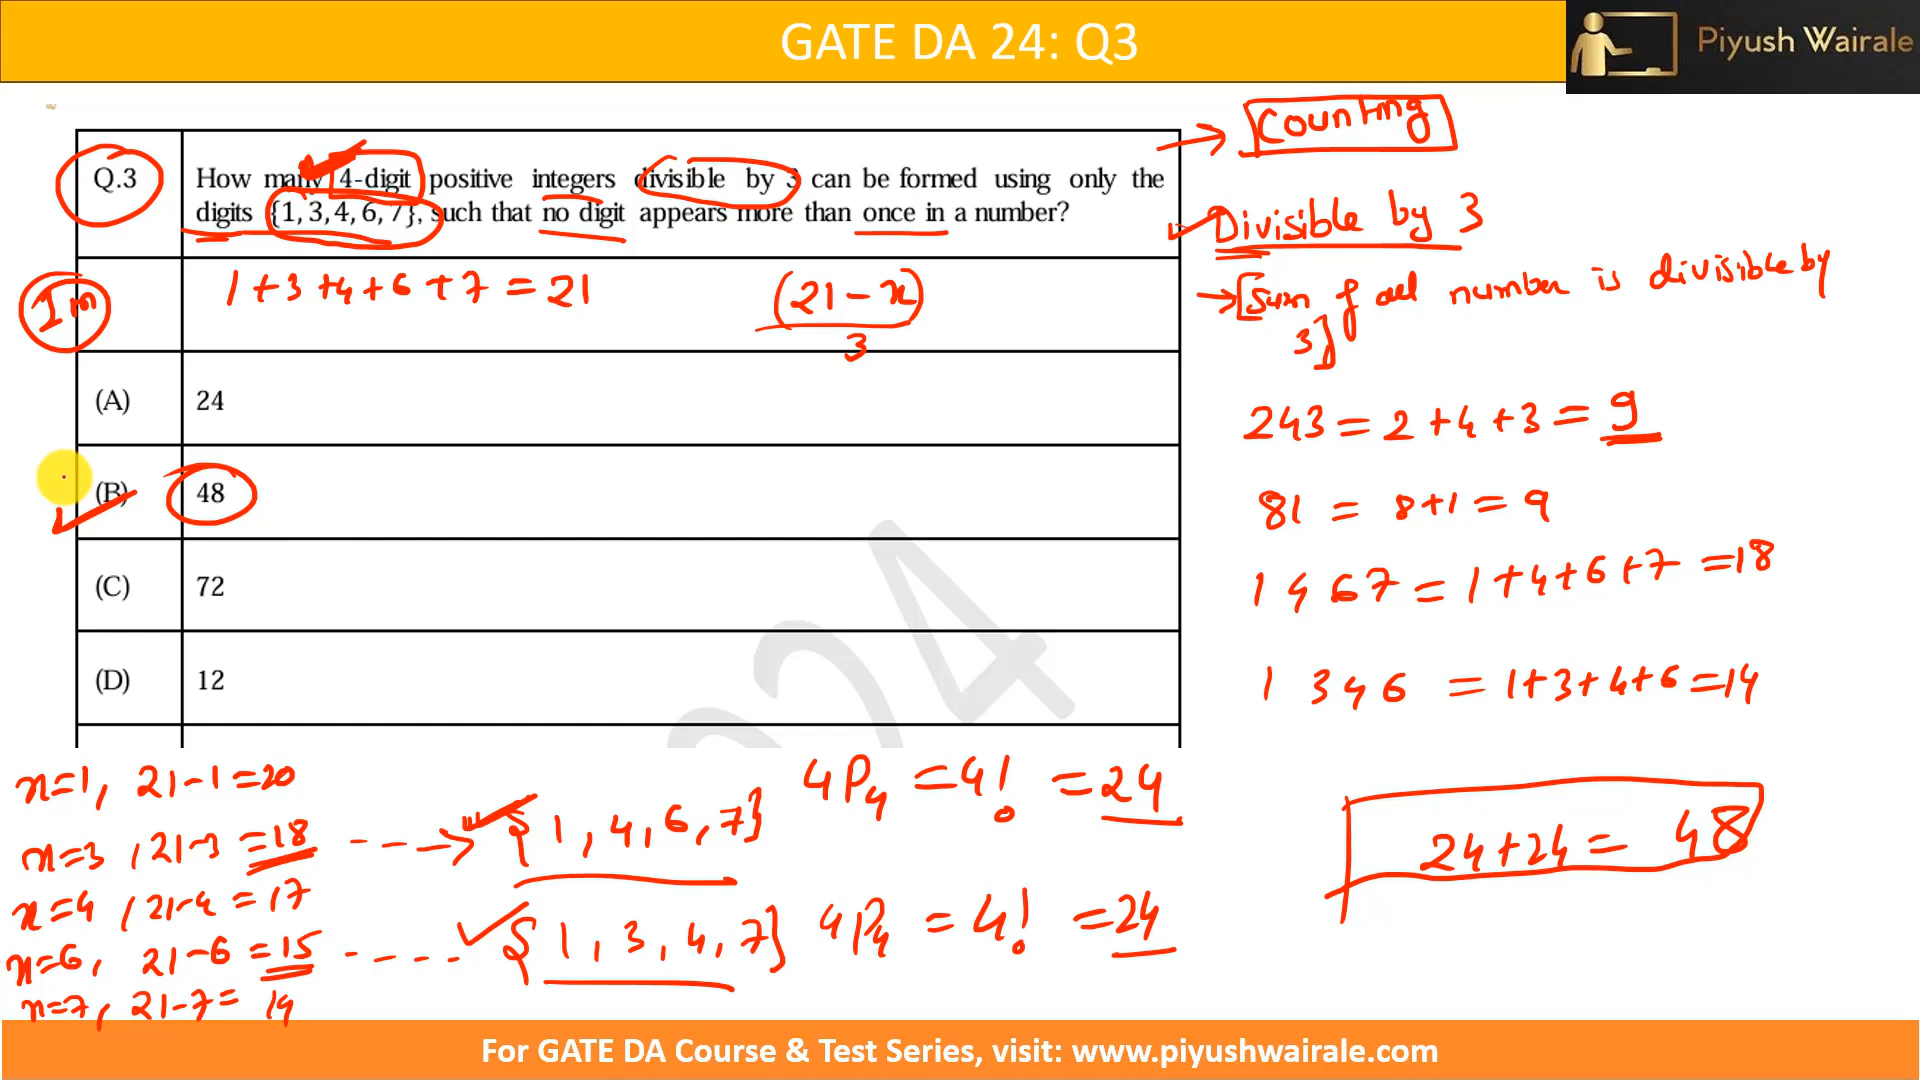 GATE DA 24: Q3
Piyush Wairale
Q.3 How many 4-digit positive integers divisible by 3 can be formed using only the
digits {1, 3, 4, 6, 7}, such that no digit appears more than once in a number?
Im
1+3+4+6+7=21
(21-x)
3
(A) 24
(B) 48
(C) 72
(D) 12
24
→ Counting
Divisible by 3
→[Sum of all number is divisible by
3]
243 = 2+4+3 = 9
81 = 8+1 = 9
1467 = 1+4+6+7 =18
1346 = 1+3+4+6=14
x=1, 21-1=20
x=3, 21-3=18 ---→ {1, 4, 6, 7} 4P4 =4! =24
x=4, 21-4=17
x=6, 21-6=15 ---- {1, 3, 4, 7} 4P4 = 4! =24
x=7, 21-7= 14
24+24= 48
For GATE DA Course & Test Series, visit: www.piyushwairale.com